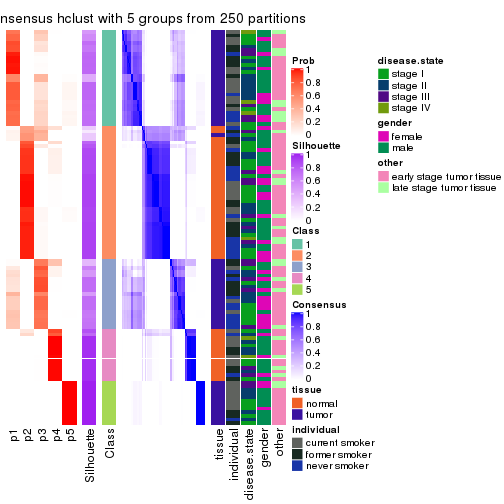 nsensus hclust with 5 groups from 250 partitions
p1
p2
p3
p4
p5
Silhouette
Class
tissue
individual
disease.state
gender
other
Prob
1
0.8
0.6
0.4
0.2
0
Silhouette
1
0.8
0.6
0.4
0.2
0
Class
1
2
3
4
5
Consensus
1
0.8
0.6
0.4
0.2
0
tissue
normal
tumor
individual
current smoker
former smoker
never smoker
disease.state
stage I
stage II
stage III
stage IV
gender
female
male
other
early stage tumor tissue
late stage tumor tissue